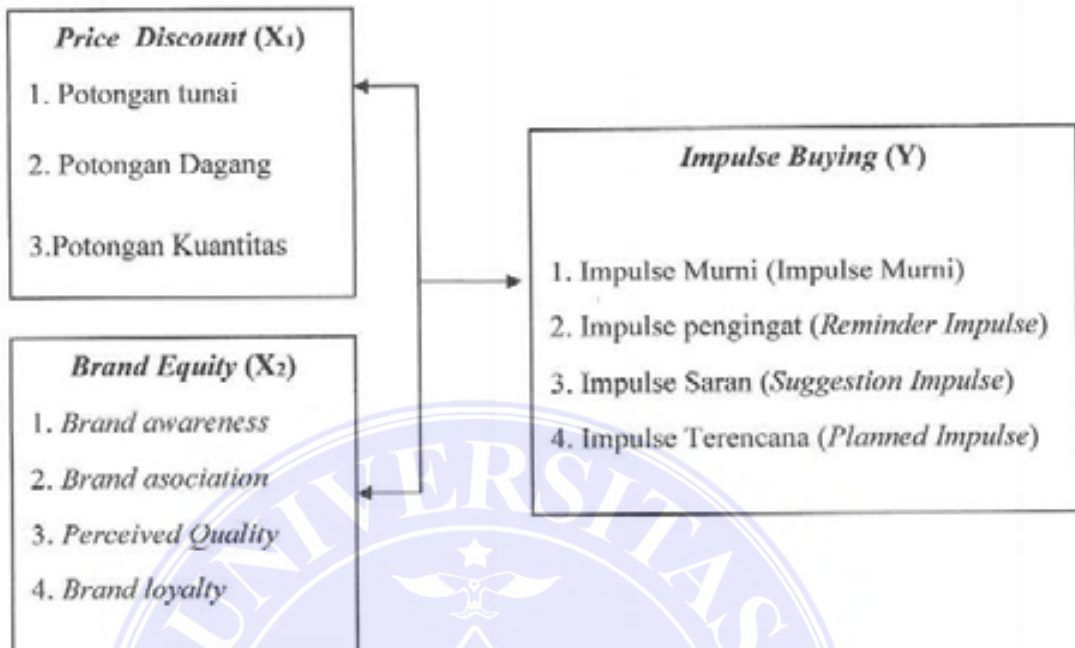 Price Discount (X₁)
1. Potongan tunai
2. Potongan Dagang
3.Potongan Kuantitas
Brand Equity (X₂)
1. Brand awareness
2. Brand asociation
3. Perceived Quality
4. Brand loyalty
Impulse Buying (Y)
1. Impulse Murni (Impulse Murni)
2. Impulse pengingat (Reminder Impulse)
3. Impulse Saran (Suggestion Impulse)
4. Impulse Terencana (Planned Impulse)
UNIVERSITAS